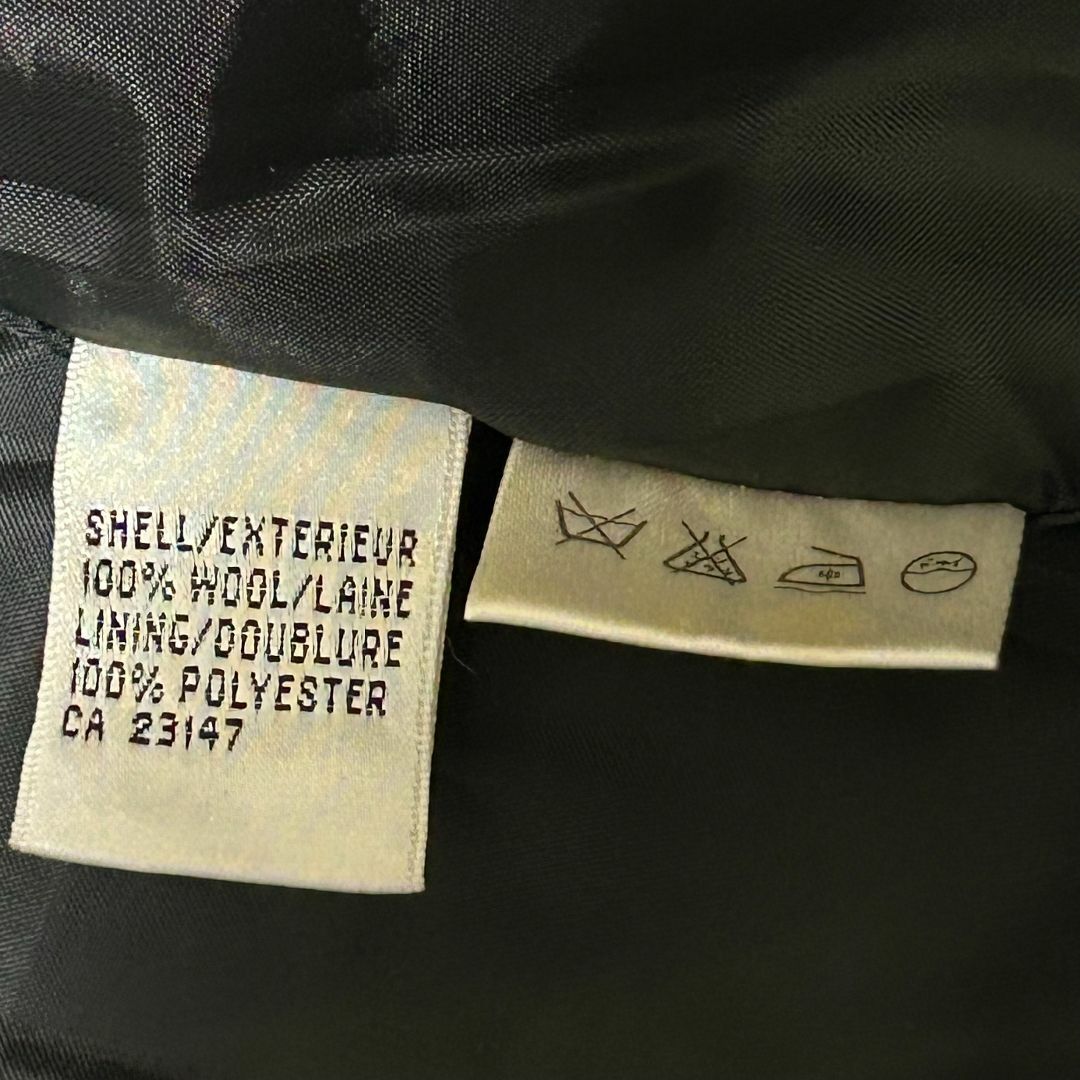 SHELL/EXTERIEUR
100% WOOL/LAINE
LINING/DOUBLURE
100% POLYESTER
CA 23147